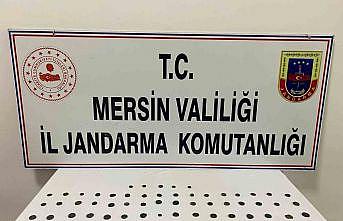 T.C.
MERSİN VALİLİĞİ
İL JANDARMA KOMUTANLIĞI